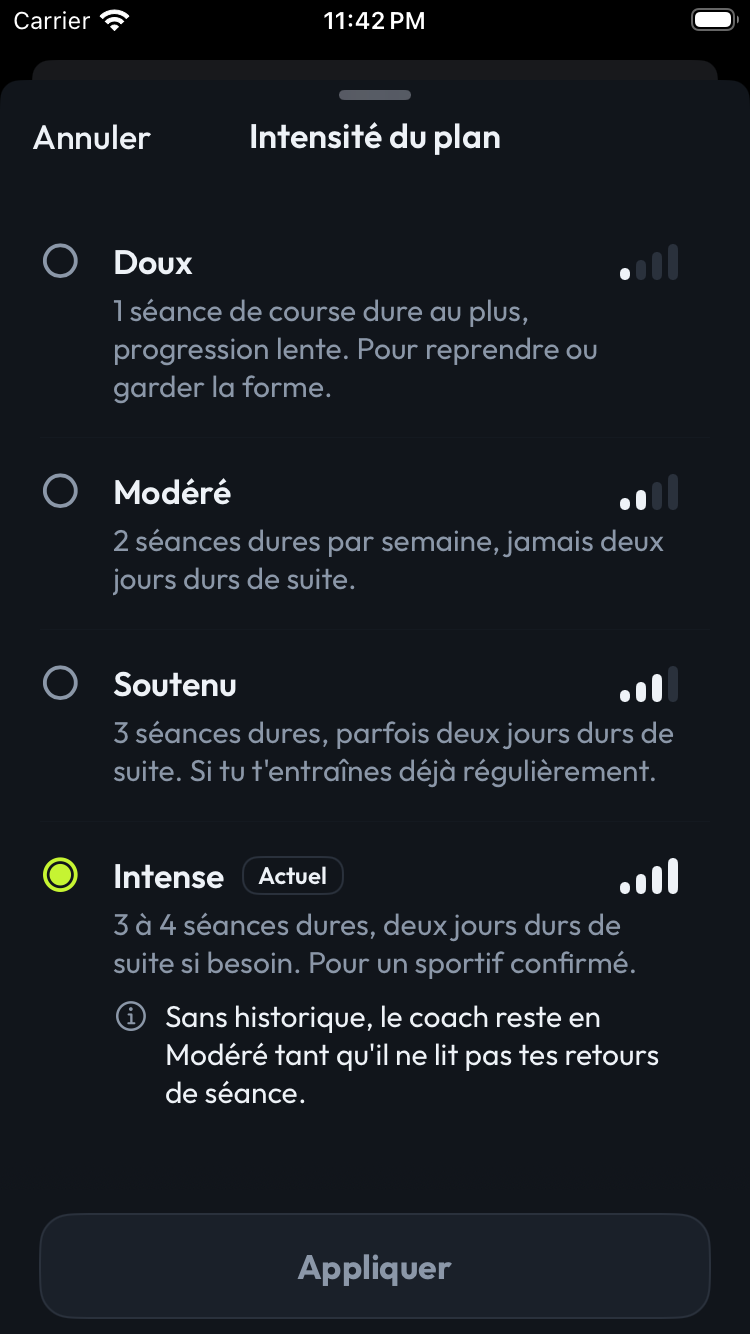 Carrier
11:42 PM
Annuler
Intensité du plan
Doux
1 séance de course dure au plus,
progression lente. Pour reprendre ou
garder la forme.
Modéré
2 séances dures par semaine, jamais deux
jours durs de suite.
Soutenu
3 séances dures, parfois deux jours durs de
suite. Si tu t'entraînes déjà régulièrement.
Intense
Actuel
3 à 4 séances dures, deux jours durs de
suite si besoin. Pour un sportif confirmé.
Sans historique, le coach reste en
Modéré tant qu'il ne lit pas tes retours
de séance.
Appliquer